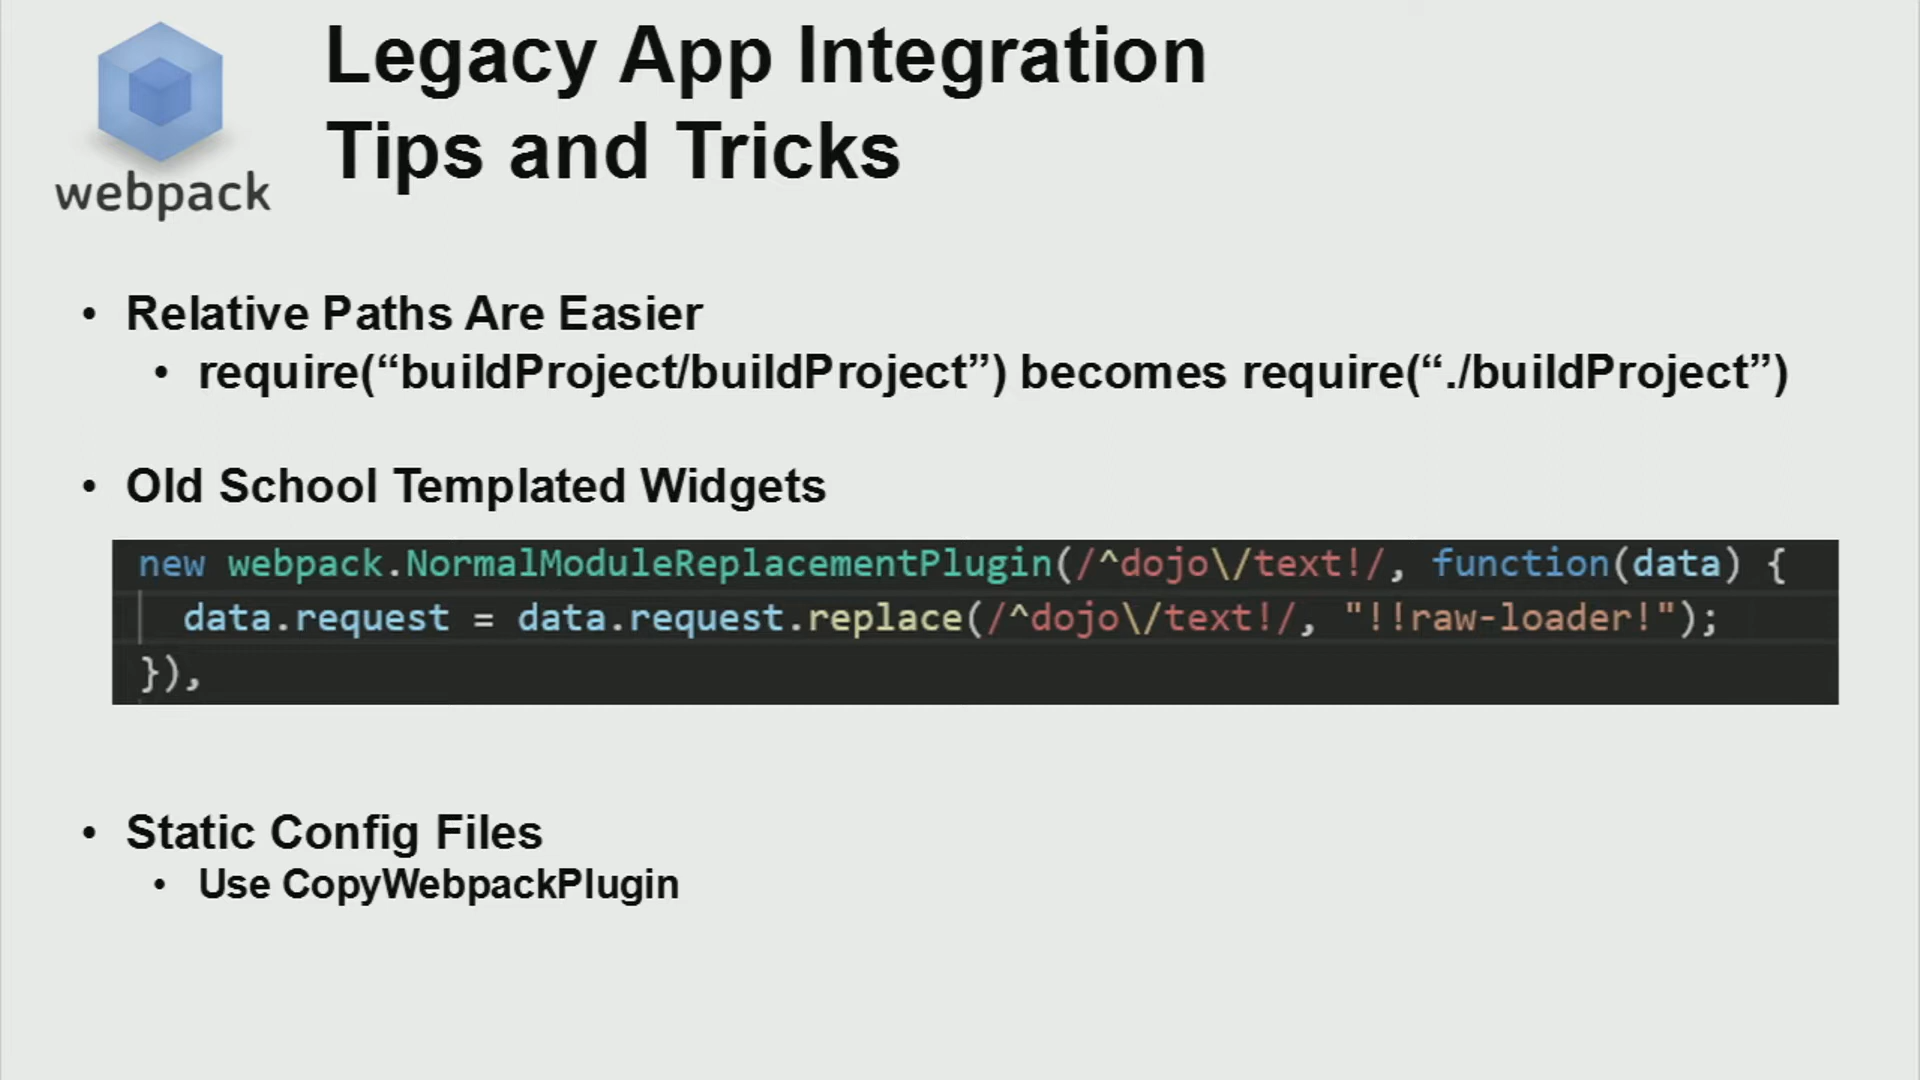 webpack
Legacy App Integration
Tips and Tricks
• Relative Paths Are Easier
• require(“buildProject/buildProject”) becomes require(“./buildProject”)
• Old School Templated Widgets
new webpack.NormalModuleReplacementPlugin(/^dojo\/text!/, function(data) {
data.request = data.request.replace(/^dojo\/text!/, "!!raw-loader!");
}),
• Static Config Files
• Use CopyWebpackPlugin